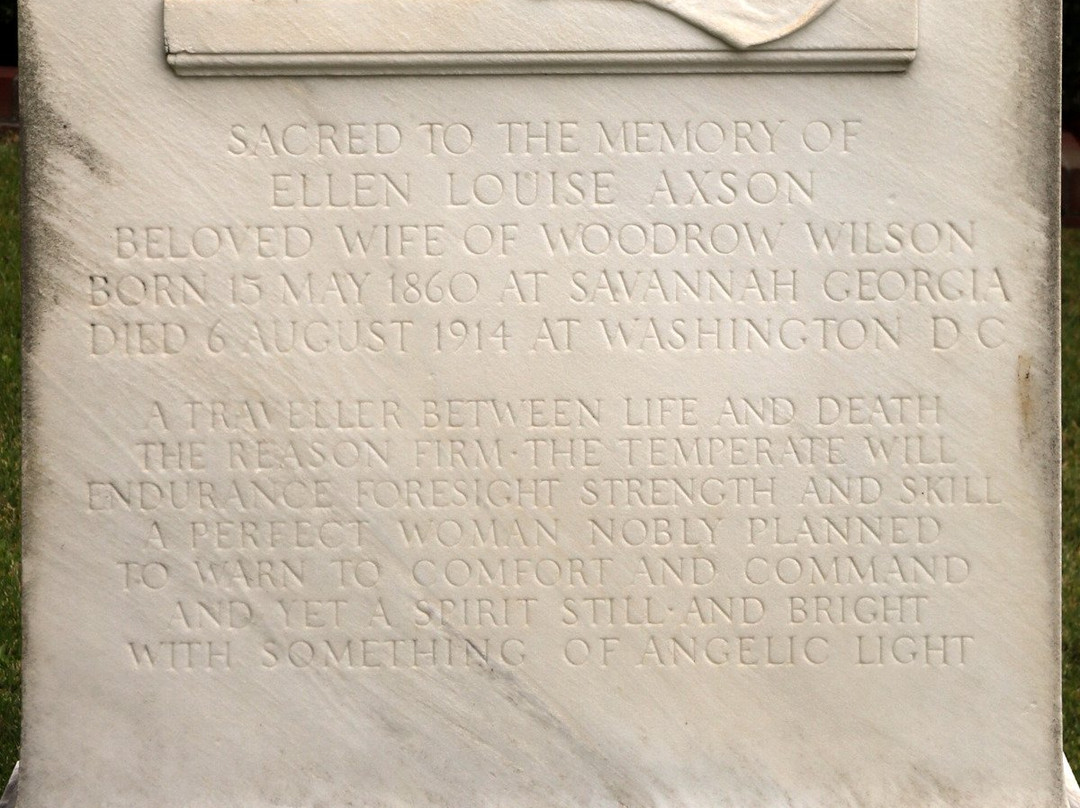 SACRED TO THE MEMORY OF
ELLEN LOUISE AXSON
BELOVED WIFE OF WOODROW WILSON
BORN 15 MAY 1860 AT SAVANNAH GEORGIA
DIED 6 AUGUST 1914 AT WASHINGTON D C
A TRAVELLER BETWEEN LIFE AND DEATH
THE REASON FIRM · THE TEMPERATE WILL
ENDURANCE FORESIGHT STRENGTH AND SKILL
A PERFECT WOMAN NOBLY PLANNED
TO WARN TO COMFORT AND COMMAND
AND YET A SPIRIT STILL · AND BRIGHT
WITH SOMETHING OF ANGELIC LIGHT